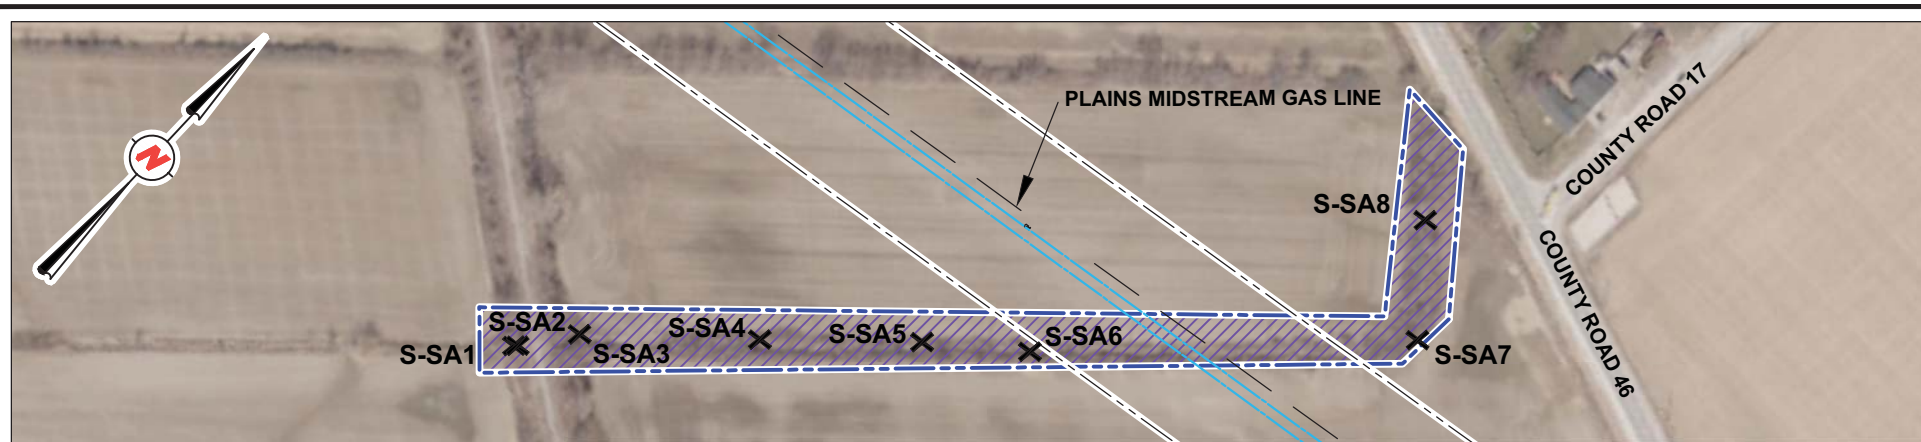 PLAINS MIDSTREAM GAS LINE
COUNTY ROAD 17
N
S-SA8
COUNTY ROAD 46
S-SA2
S-SA4
S-SA5
S-SA6
S-SA1
S-SA3
S-SA7